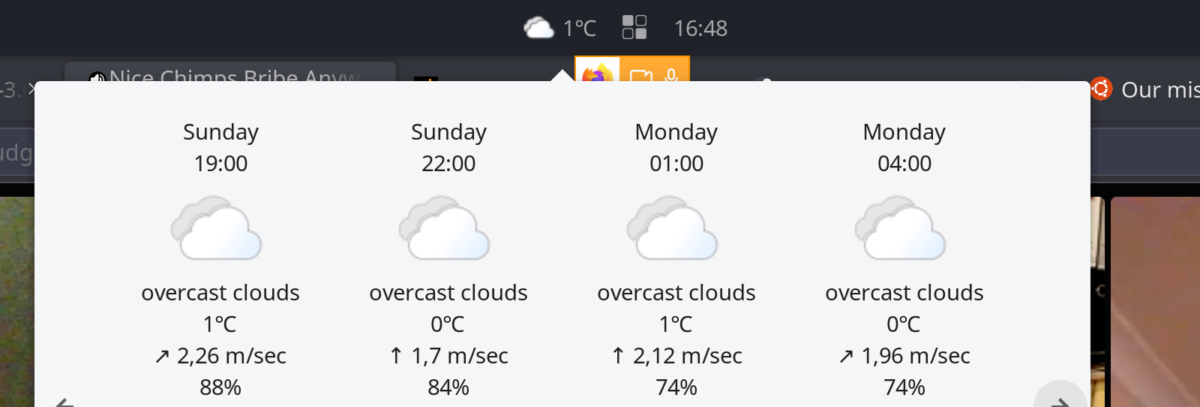 1°C 16:48
-3.
Nice Chimps Bribe Anyw
Our mis
udg
Sunday Sunday Monday Monday
19:00 22:00 01:00 04:00
overcast clouds overcast clouds overcast clouds overcast clouds
1°C 0°C 1°C 0°C
↗ 2,26 m/sec ↑ 1,7 m/sec ↑ 2,12 m/sec ↗ 1,96 m/sec
88% 84% 74% 74%